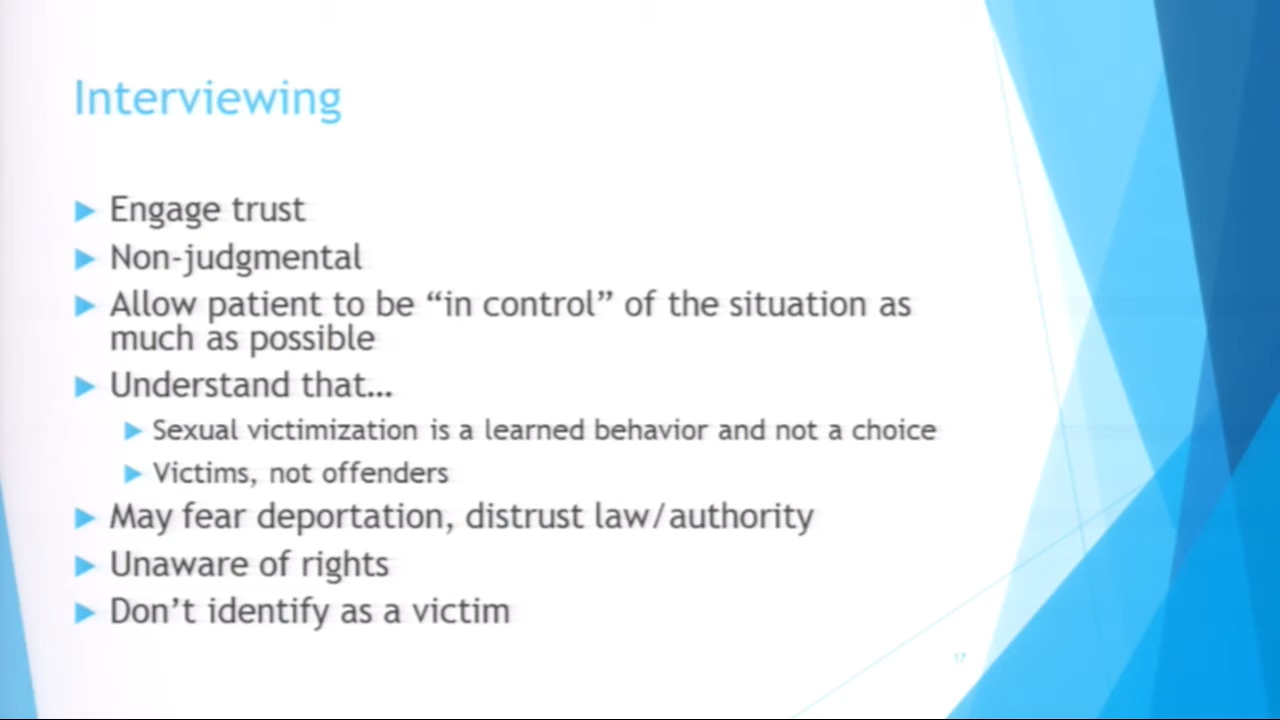 Interviewing
Engage trust
Non-judgmental
Allow patient to be “in control” of the situation as
much as possible
Understand that…
Sexual victimization is a learned behavior and not a choice
Victims, not offenders
May fear deportation, distrust law/authority
Unaware of rights
Don’t identify as a victim
17